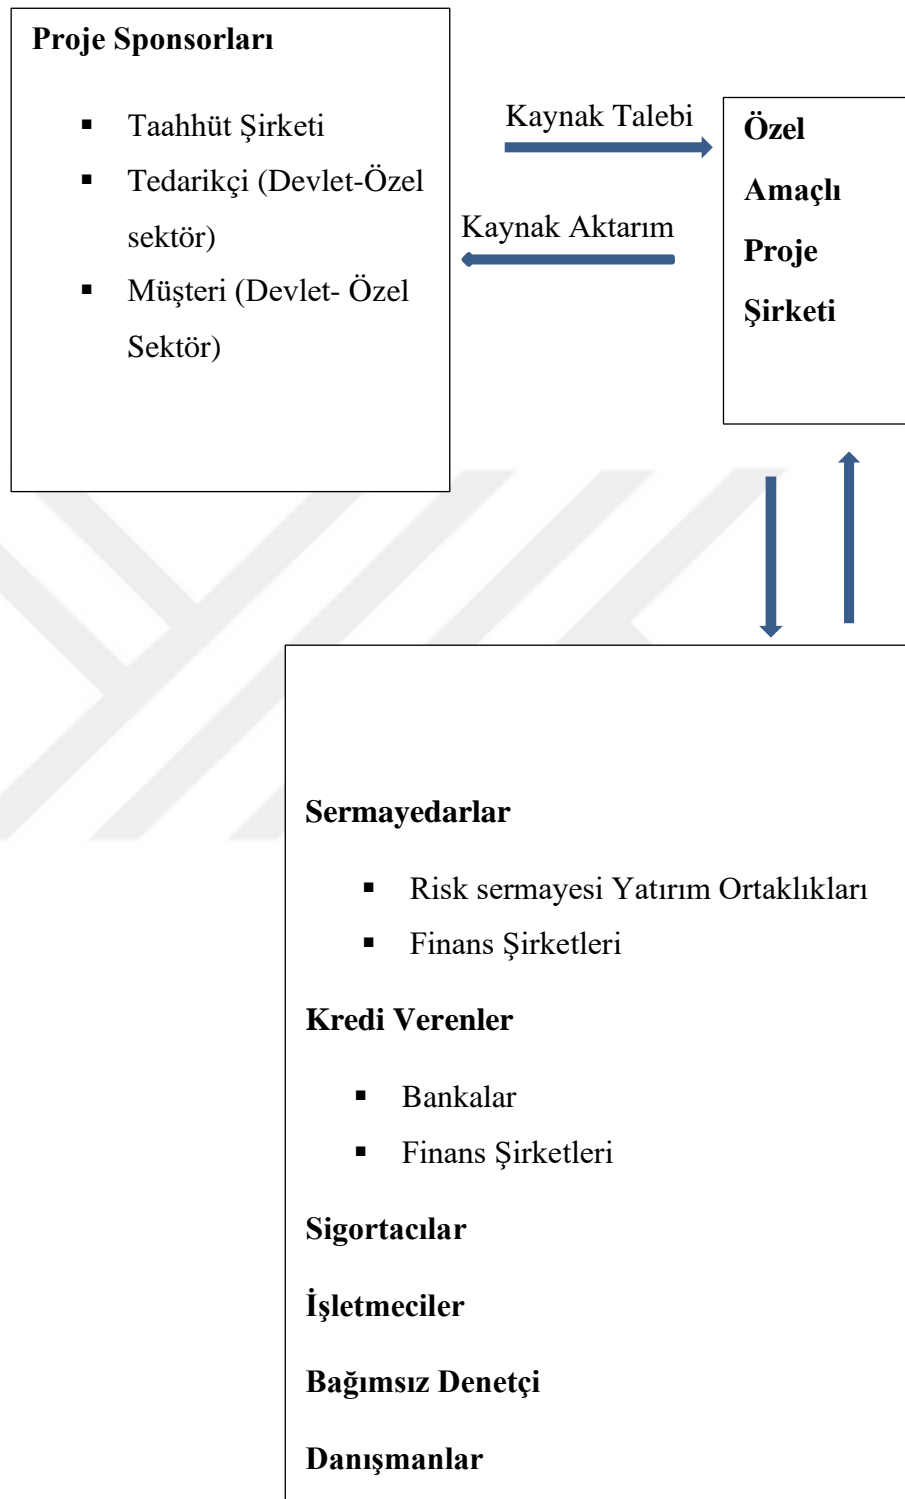 Proje Sponsorları
▪ Taahhüt Şirketi
▪ Tedarikçi (Devlet-Özel
sektör)
▪ Müşteri (Devlet- Özel
Sektör)
Kaynak Talebi
Kaynak Aktarım
Özel
Amaçlı
Proje
Şirketi
Sermayedarlar
▪ Risk sermayesi Yatırım Ortaklıkları
▪ Finans Şirketleri
Kredi Verenler
▪ Bankalar
▪ Finans Şirketleri
Sigortacılar
İşletmeciler
Bağımsız Denetçi
Danışmanlar